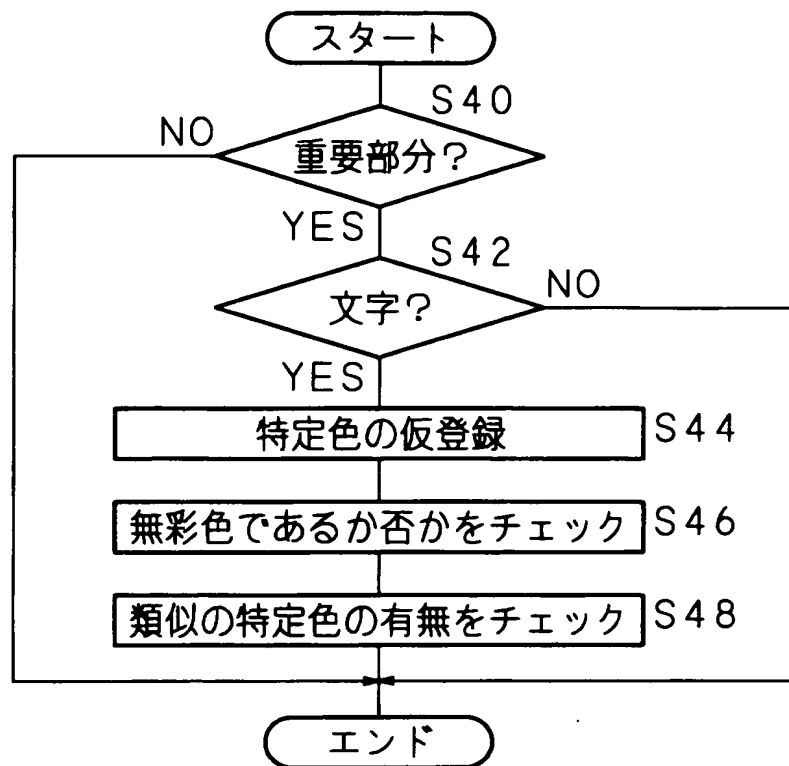 スタート
S40
NO
重要部分?
YES
S42
NO
文字?
YES
特定色の仮登録 S44
無彩色であるか否かをチェック S46
類似の特定色の有無をチェック S48
エンド